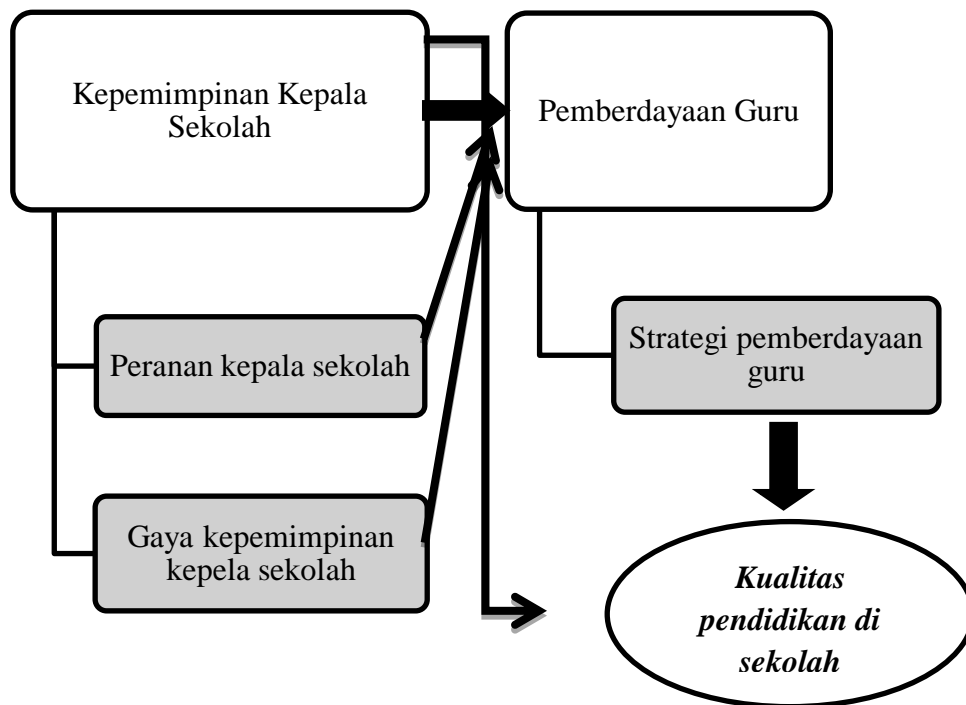 Kepemimpinan Kepala
Sekolah
Pemberdayaan Guru
Peranan kepala sekolah
Strategi pemberdayaan
guru
Gaya kepemimpinan
kepela sekolah
Kualitas
pendidikan di
sekolah